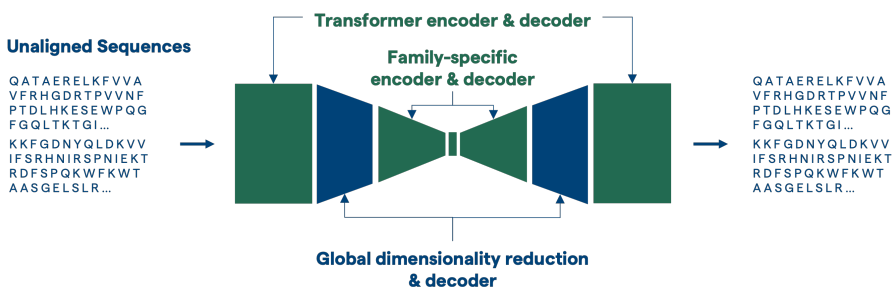 Transformer encoder & decoder
Unaligned Sequences
Family-specific
encoder & decoder
QATAERELKFVVA
VFRHGDRTPVVNF
PTDLHKESEWPQG
FGQLTKTGI...
KKFGDNYQLDKVV
IFSRHNIRSPNIEKT
RDFSPQKWFKWT
AASGELSLR...
QATAERELKFVVA
VFRHGDRTPVVNF
PTDLHKESEWPQG
FGQLTKTGI...
KKFGDNYQLDKVV
IFSRHNIRSPNIEKT
RDFSPQKWFKWT
AASGELSLR...
Global dimensionality reduction
& decoder